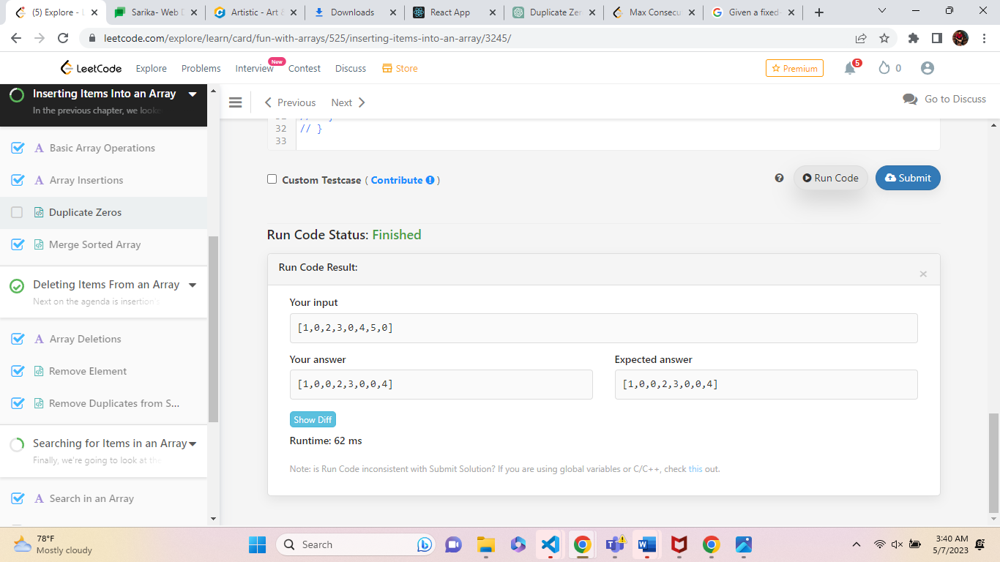 (5) Explore - L
Sarika- Web D
Artistic - Art &
Downloads
React App
Duplicate Zer
Max Consecu
Given a fixed-
leetcode.com/explore/learn/card/fun-with-arrays/525/inserting-items-into-an-array/3245/
LeetCode
Explore
Problems
Interview
New
Contest
Discuss
Store
Premium
5
0
Inserting Items Into an Array
In the previous chapter, we looke
Previous
Next
Go to Discuss
Basic Array Operations
Array Insertions
Duplicate Zeros
Merge Sorted Array
Deleting Items From an Array
Next on the agenda is insertion's
Array Deletions
Remove Element
Remove Duplicates from S...
Searching for Items in an Array
Finally, we're going to look at the
Search in an Array
32 // }
33
Custom Testcase ( Contribute )
Run Code
Submit
Run Code Status: Finished
Run Code Result:
×
Your input
[1,0,2,3,0,4,5,0]
Your answer
[1,0,0,2,3,0,0,4]
Expected answer
[1,0,0,2,3,0,0,4]
Show Diff
Runtime: 62 ms
Note: is Run Code inconsistent with Submit Solution? If you are using global variables or C/C++, check this out.
78°F
Mostly cloudy
Search
3:40 AM
5/7/2023